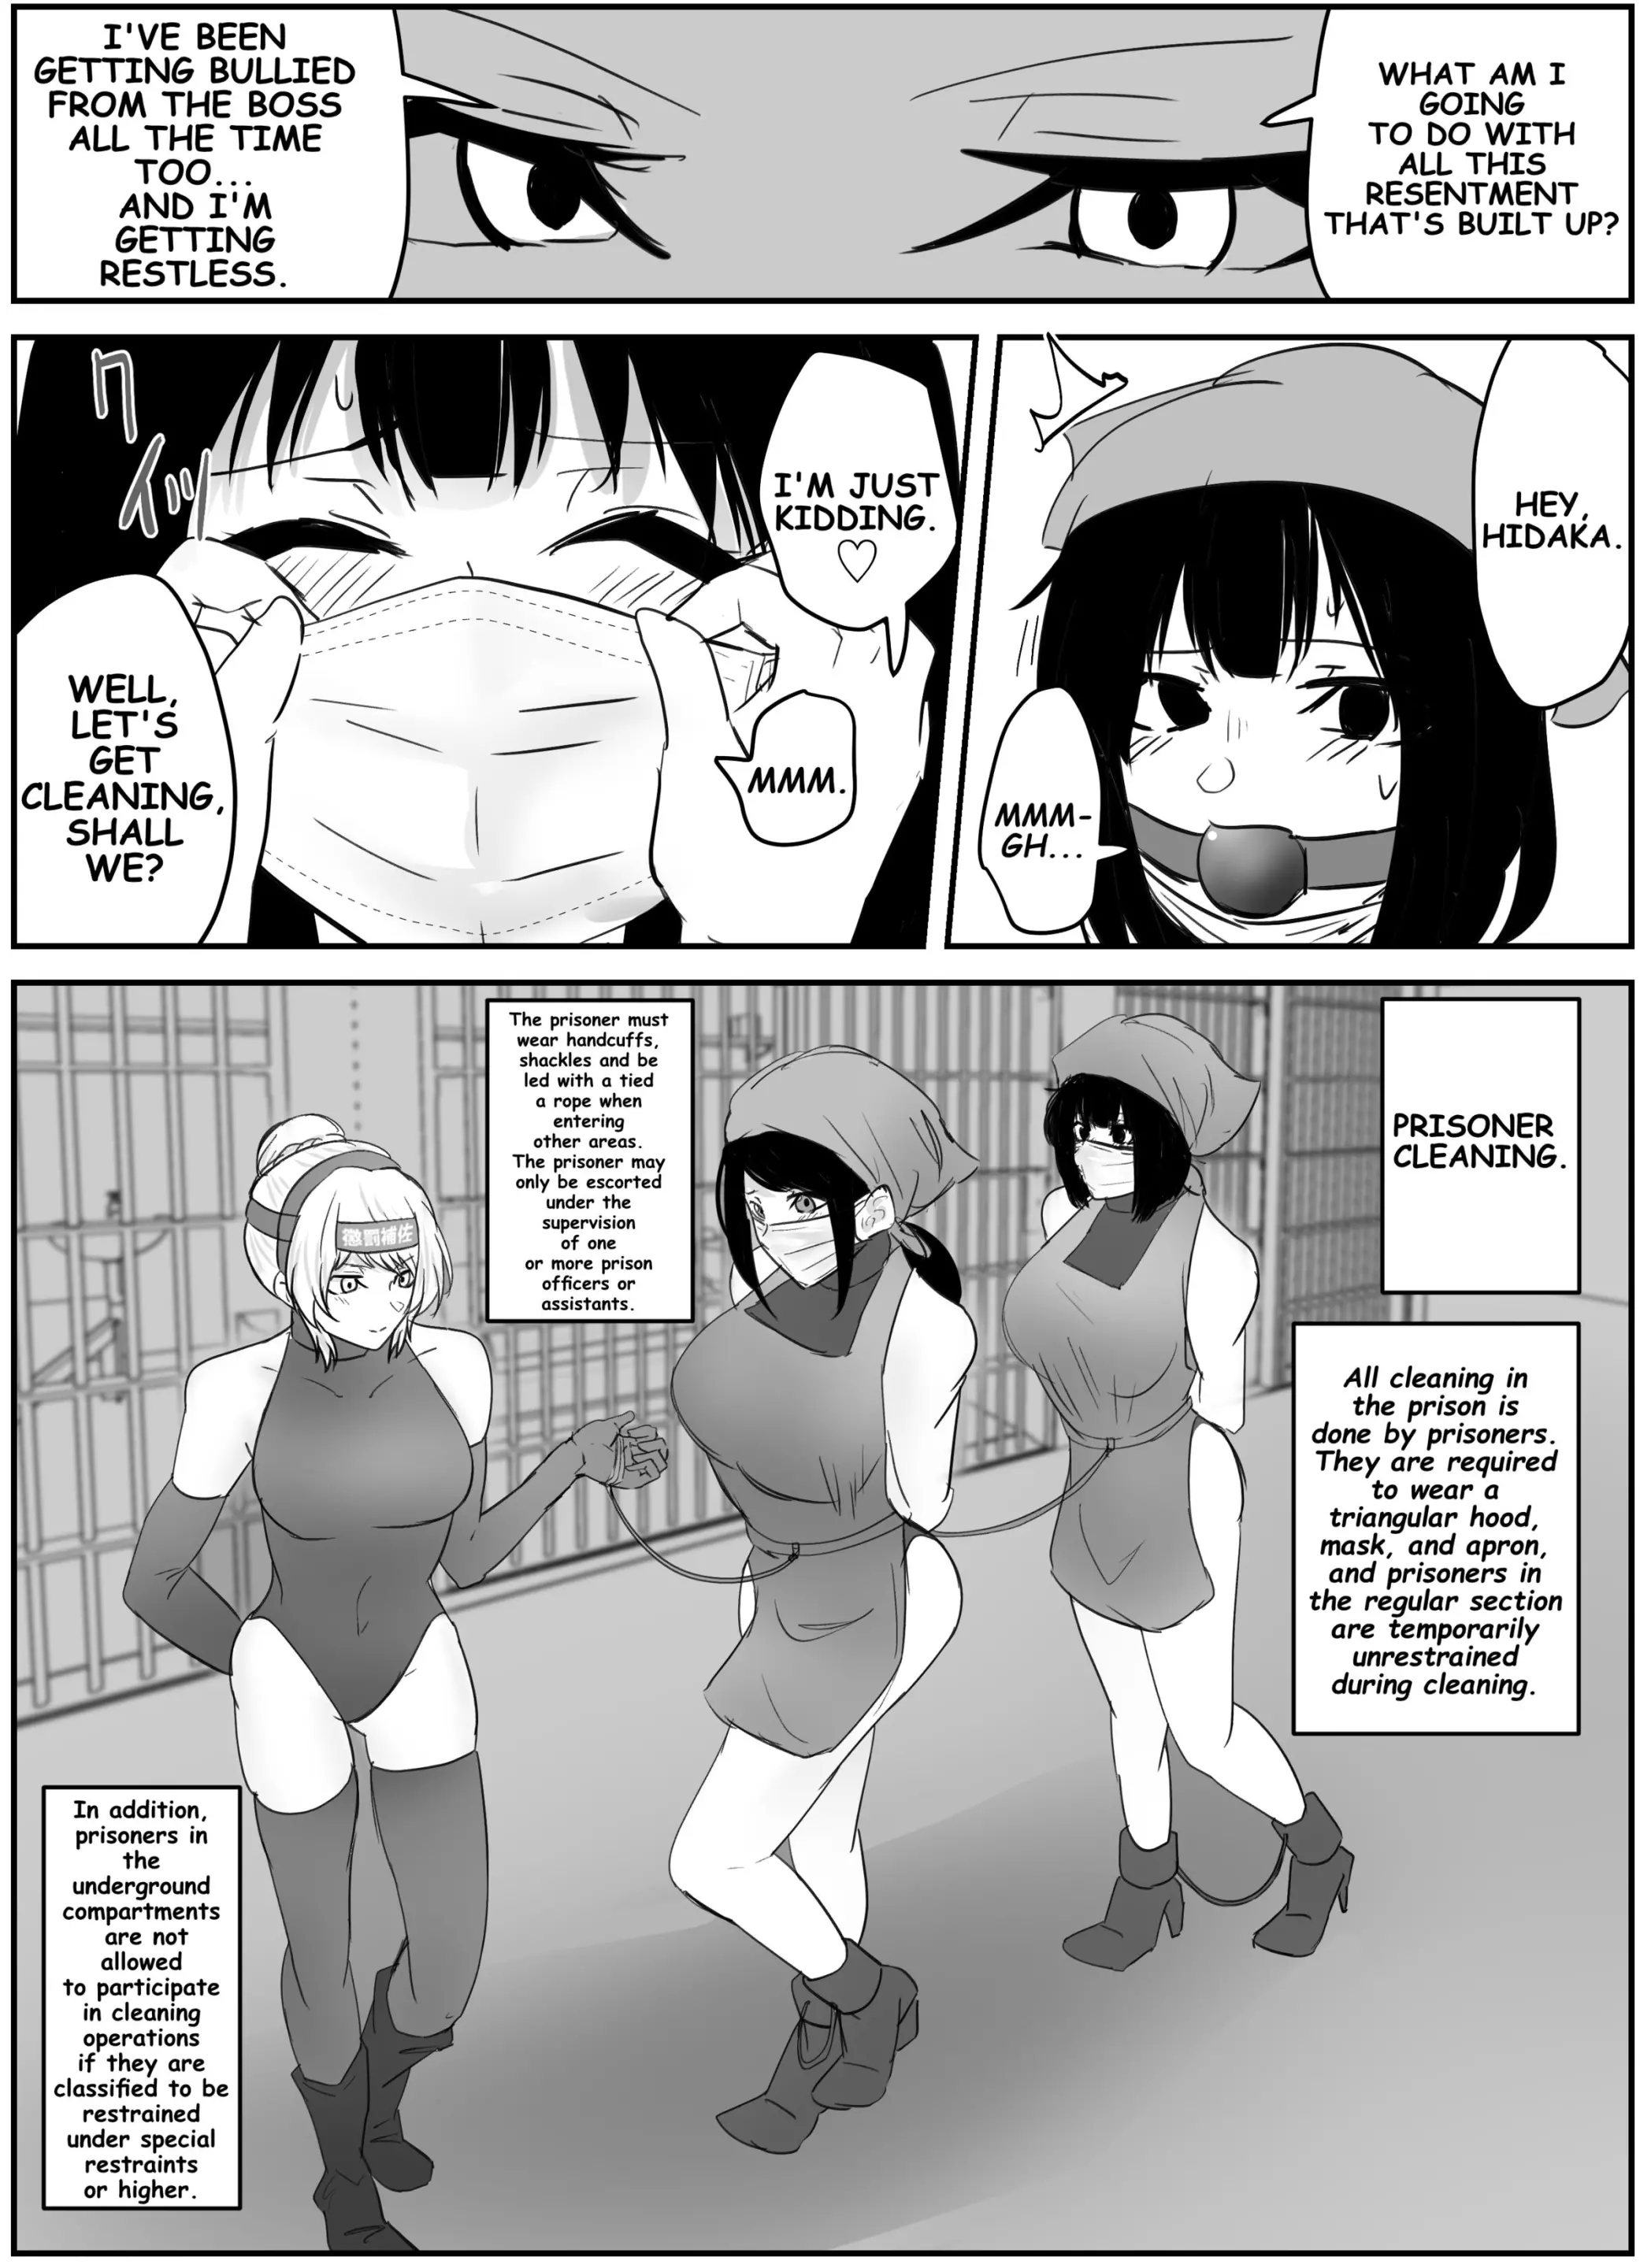 WHAT AM I
GOING
TO DO WITH
ALL THIS
RESENTMENT
THAT'S BUILT UP?
I'VE BEEN
GETTING BULLIED
FROM THE BOSS
ALL THE TIME
TOO...
AND I'M
GETTING
RESTLESS.
HEY,
HIDAKA.
MMM-
GH...
I'M JUST
KIDDING.
♡
クイッ
MMM.
WELL,
LET'S
GET
CLEANING,
SHALL
WE?
PRISONER
CLEANING.
All cleaning in
the prison is
done by prisoners.
They are required
to wear a
triangular hood,
mask, and apron,
and prisoners in
the regular section
are temporarily
unrestrained
during cleaning.
The prisoner must
wear handcuffs,
shackles and be
led with a tied
a rope when
entering
other areas.
The prisoner may
only be escorted
under the
supervision
of one
or more prison
officers or
assistants.
懲罰補佐
In addition,
prisoners in
the
underground
compartments
are not
allowed
to participate
in cleaning
operations
if they are
classified to be
restrained
under special
restraints
or higher.